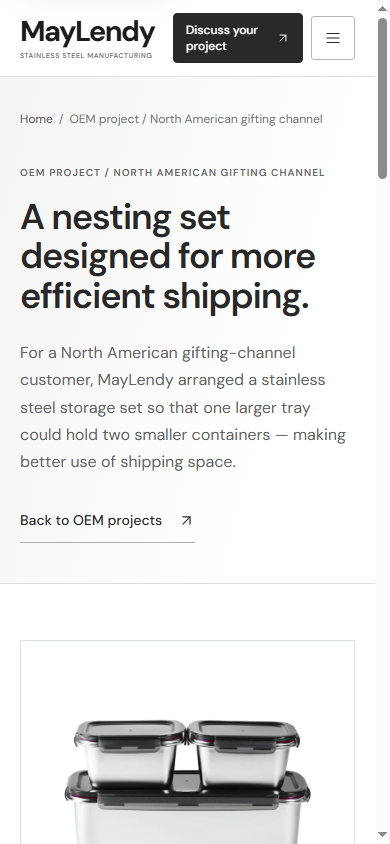 MayLendy
STAINLESS STEEL MANUFACTURING
Discuss your
project
Home / OEM project / North American gifting channel
OEM PROJECT / NORTH AMERICAN GIFTING CHANNEL
A nesting set
designed for more
efficient shipping.
For a North American gifting-channel
customer, MayLendy arranged a stainless
steel storage set so that one larger tray
could hold two smaller containers — making
better use of shipping space.
Back to OEM projects